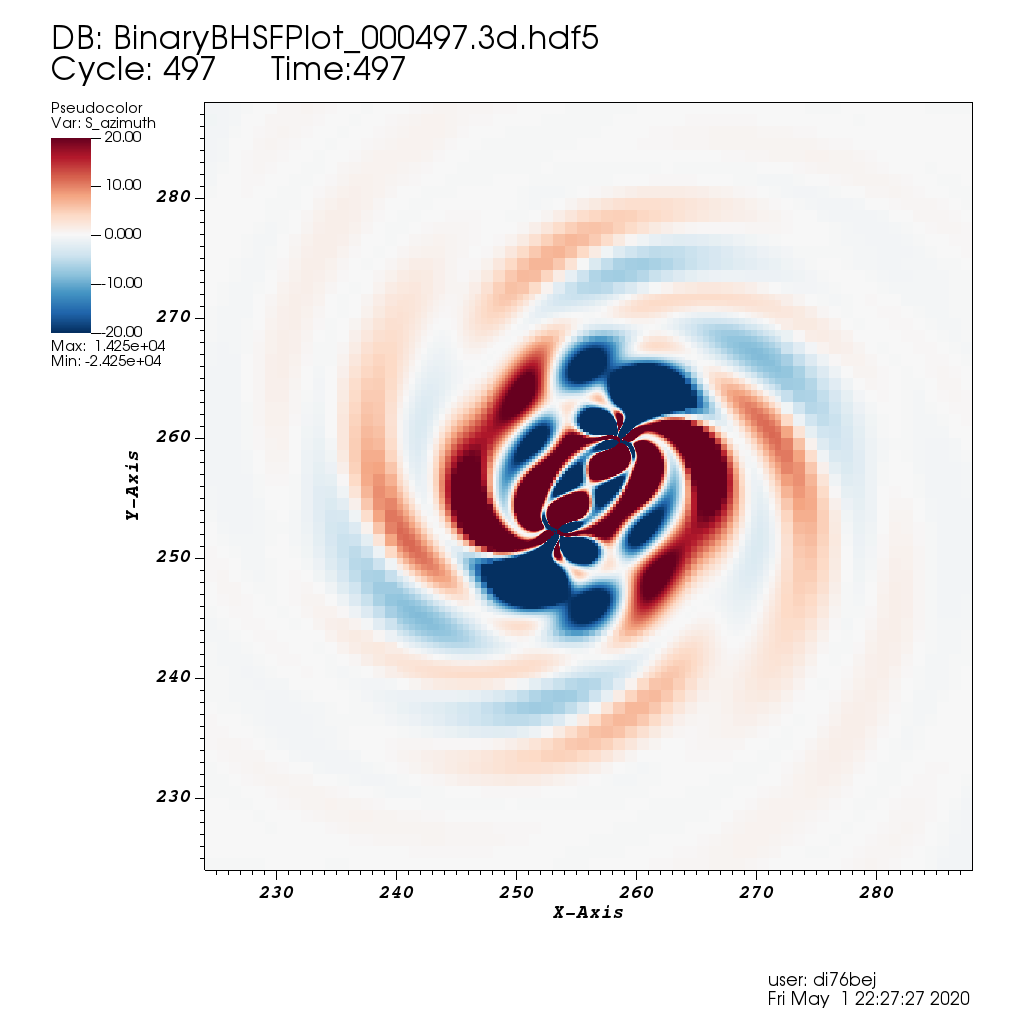 DB: BinaryBHSFPlot_000497.3d.hdf5
Cycle: 497 Time:497
Pseudocolor
Var: S_azimuth
20.00
10.00
0.000
-10.00
-20.00
Max: 1.425e+04
Min: -2.425e+04
280
270
260
250
240
230
Y-Axis
230 240 250 260 270 280
X-Axis
user: di76bej
Fri May 1 22:27:27 2020